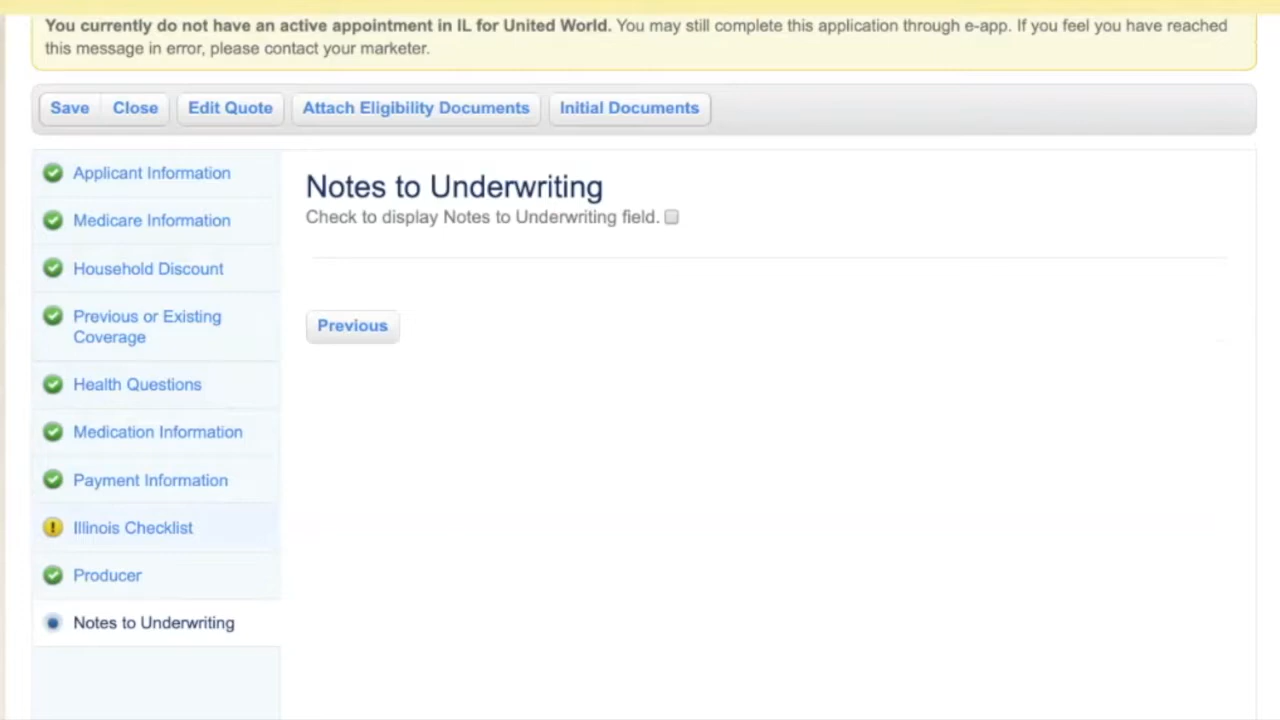 You currently do not have an active appointment in IL for United World. You may still complete this application through e-app. If you feel you have reached
this message in error, please contact your marketer.
Save Close Edit Quote Attach Eligibility Documents Initial Documents
Applicant Information
Medicare Information
Household Discount
Previous or Existing
Coverage
Health Questions
Medication Information
Payment Information
Illinois Checklist
Producer
Notes to Underwriting
Notes to Underwriting
Check to display Notes to Underwriting field.
Previous